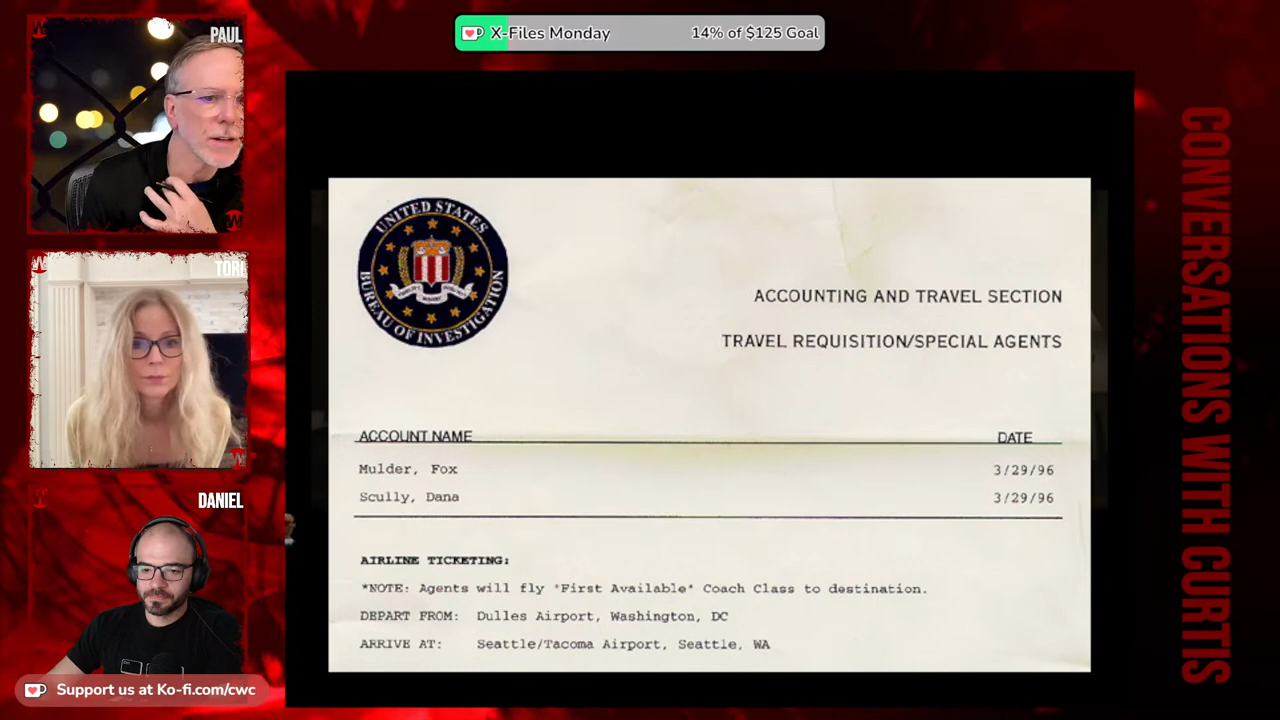 X-Files Monday 14% of $125 Goal
PAUL
TORI
DANIEL
Support us at Ko-fi.com/cwc
CONVERSATIONS WITH CURTIS
UNITED STATES
BUREAU OF INVESTIGATION
ACCOUNTING AND TRAVEL SECTION
TRAVEL REQUISITION/SPECIAL AGENTS
ACCOUNT NAME DATE
Mulder, Fox 3/29/96
Scully, Dana 3/29/96
AIRLINE TICKETING:
*NOTE: Agents will fly "First Available" Coach Class to destination.
DEPART FROM: Dulles Airport, Washington, DC
ARRIVE AT: Seattle/Tacoma Airport, Seattle, WA